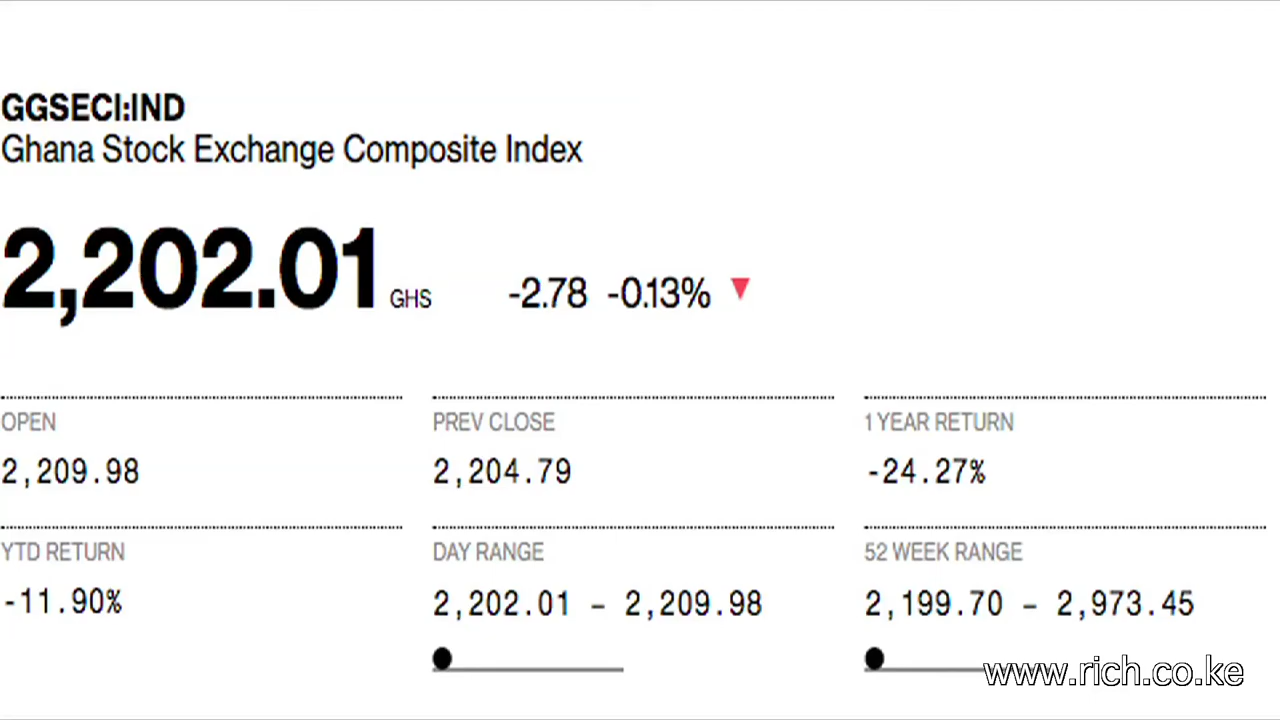 GGSECI:IND
Ghana Stock Exchange Composite Index
2,202.01 GHS -2.78 -0.13% ▼
OPEN PREV CLOSE 1 YEAR RETURN
2,209.98 2,204.79 -24.27%
YTD RETURN DAY RANGE 52 WEEK RANGE
-11.90% 2,202.01 – 2,209.98 2,199.70 – 2,973.45
www.rich.co.ke